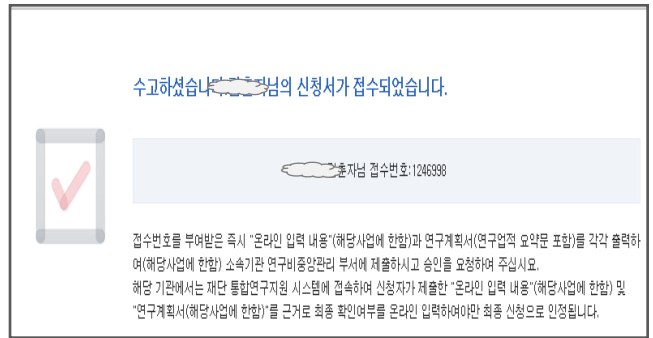 수고하셨습니 님의 신청서가 접수되었습니다.
춘자님 접수번호:1246998
접수번호를 부여받은 즉시 "온라인 입력 내용"(해당사업에 한함)과 연구계획서(연구업적 요약문 포함)를 각각 출력하
여(해당사업에 한함) 소속기관 연구비중앙관리 부서에 제출하시고 승인을 요청하여 주십시요.
해당 기관에서는 재단 통합연구지원 시스템에 접속하여 신청자가 제출한 "온라인 입력 내용"(해당사업에 한함) 및
"연구계획서(해당사업에 한함)"를 근거로 최종 확인여부를 온라인 입력하여야만 최종 신청으로 인정됩니다.